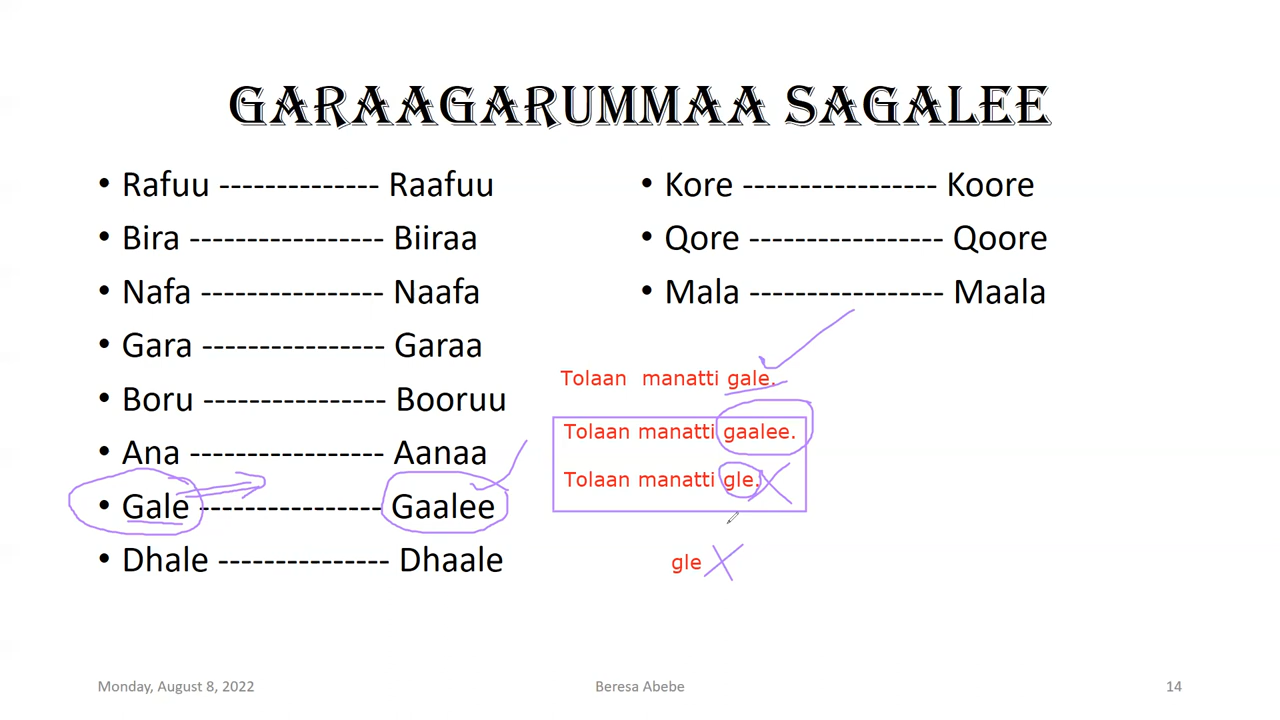 GARAAGARUMMAA SAGALEE
• Rafuu -------------- Raafuu
• Bira ----------------- Biiraa
• Nafa ---------------- Naafa
• Gara ---------------- Garaa
• Boru ---------------- Booruu
• Ana ----------------- Aanaa
• Gale ---------------- Gaalee
• Dhale --------------- Dhaale
• Kore ----------------- Koore
• Qore ----------------- Qoore
• Mala ----------------- Maala
Tolaan manatti gale.
Tolaan manatti gaalee.
Tolaan manatti gle.
gle
Monday, August 8, 2022
Beresa Abebe
14